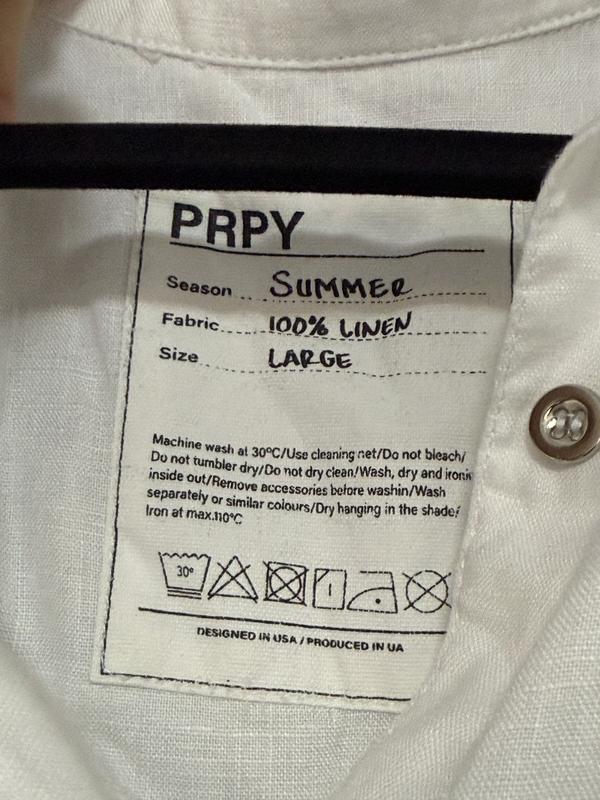 PRPY
Season SUMMER
Fabric 100% LINEN
Size LARGE
Machine wash at 30°C/Use cleaning net/Do not bleach/
Do not tumbler dry/Do not dry clean/Wash, dry and ironin
inside out/Remove accessories before washin/Wash
separately or similar colours/Dry hanging in the shade/
Iron at max.110°C
30°
DESIGNED IN USA / PRODUCED IN UA